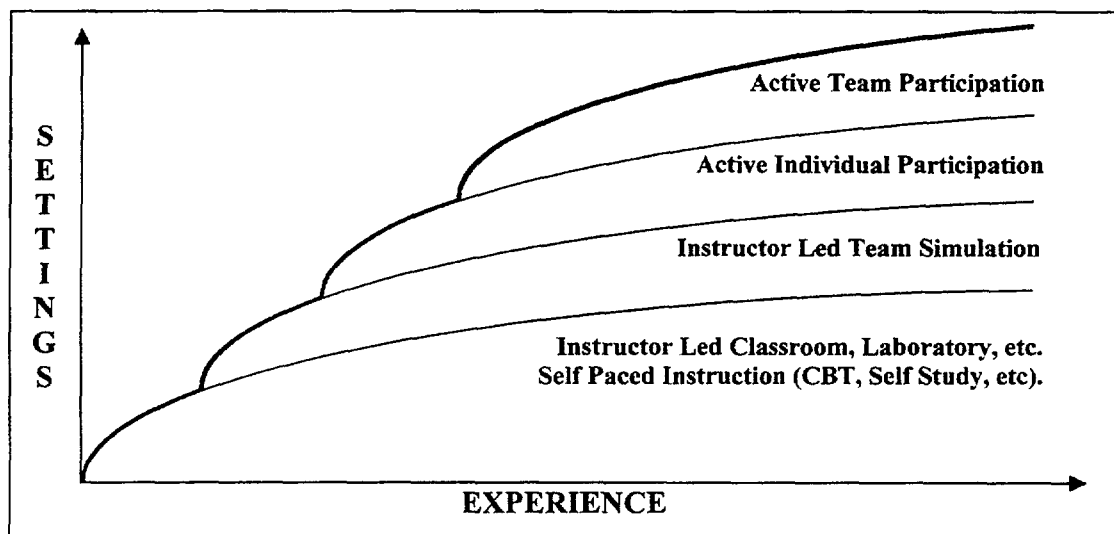 SETTINGS
Active Team Participation
Active Individual Participation
Instructor Led Team Simulation
Instructor Led Classroom, Laboratory, etc.
Self Paced Instruction (CBT, Self Study, etc).
EXPERIENCE